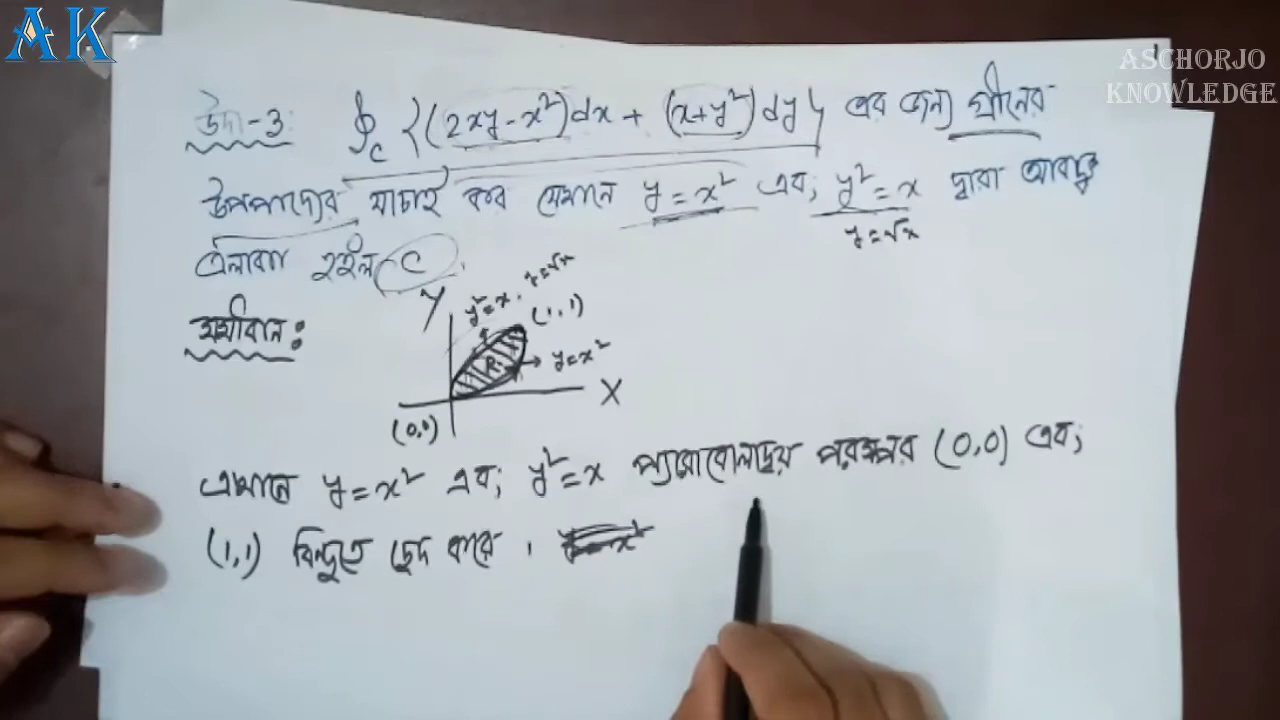 AK
ASCHORJO
KNOWLEDGE
উদা-3: ∮c {(2xy-x²)dx + (x+y²)dy} এর জন্য গ্রীনের
উপপাদ্যের যাচাই কর যেখানে y=x² এবং y²=x দ্বারা আবদ্ধ
y=√x
এলাকা হইল C.
সমাধান:
Y
y²=x, y=√x
(1,1)
R
y=x²
X
(0,0)
এখানে y=x² এবং y²=x প্যারাবোলাদ্বয় পরস্পর (0,0) এবং
(1,1) বিন্দুতে ছেদ করে।